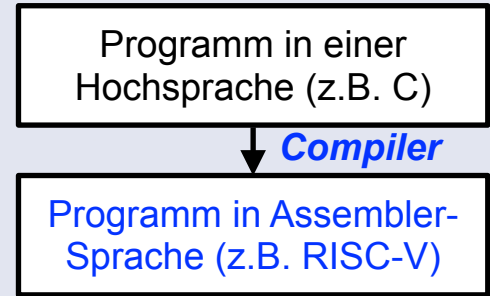 Programm in einer
Hochsprache (z.B. C)
Compiler
Programm in Assembler-
Sprache (z.B. RISC-V)